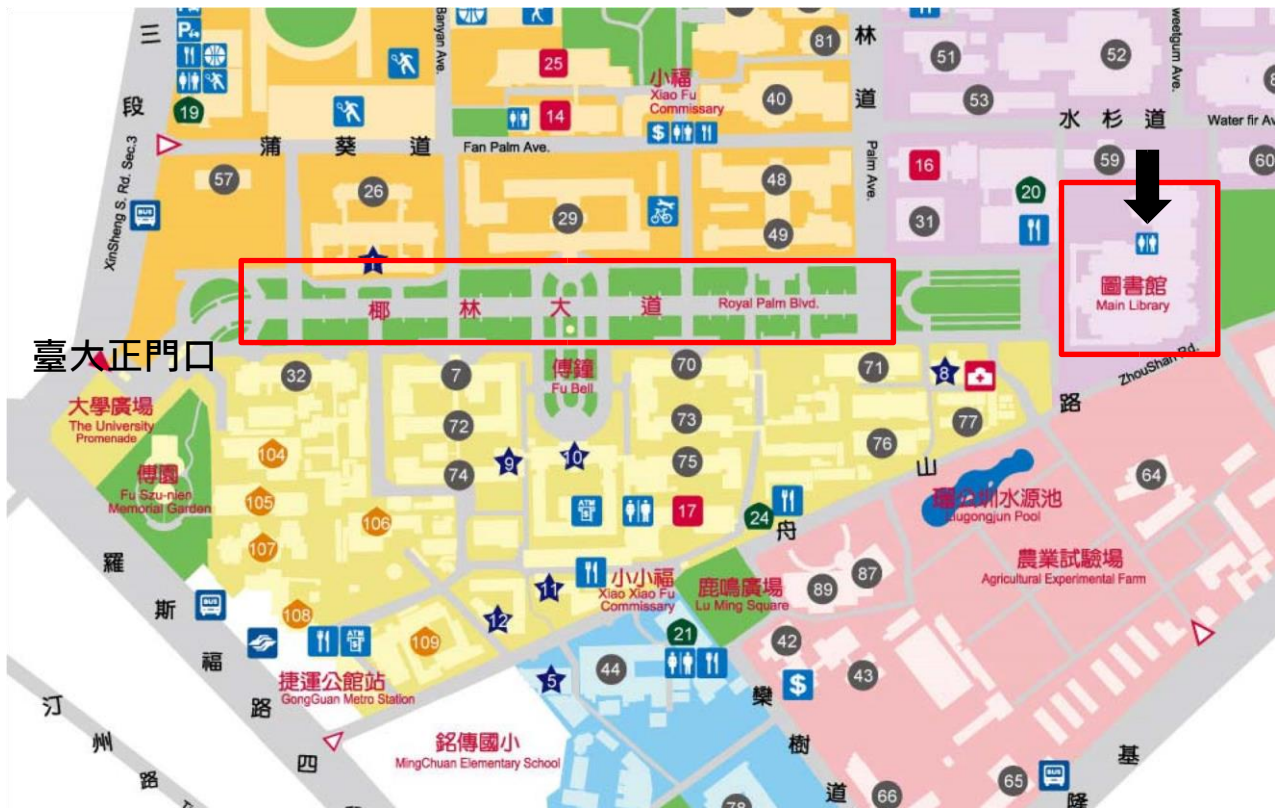 三
段
XinSheng S. Rd. Sec.3
P
19
Banyan Ave.
25
14
小福
Xiao Fu
Commissary
$
81
40
林
道
Palm Ave.
51
52
53
16
31
20
水 杉 道
Water fir Av
59
60
蒲 葵 道
Fan Palm Ave.
57
26
29
48
49
BUS
1
椰 林 大 道
Royal Palm Blvd.
圖書館
Main Library
ZhouShan Rd.
臺大正門口
大學廣場
The University
Promenade
傅園
Fu Szu-nien
Memorial Garden
32
7
72
74
傅鐘
Fu Bell
70
73
75
71
8
76
77
路
山
舟
104
105
106
107
108
109
9
10
ATM
$
17
24
瑠公圳水源池
Liugongjun Pool
64
農業試驗場
Agricultural Experimental Farm
羅
斯
福
路
四
BUS
ATM
$
捷運公館站
GongGuan Metro Station
11
12
小小福
Xiao Xiao Fu
Commissary
鹿鳴廣場
Lu Ming Square
89
87
21
42
43
$
5
44
欒
樹
道
銘傳國小
MingChuan Elementary School
汀
州
路
78
66
65
BUS
基
隆